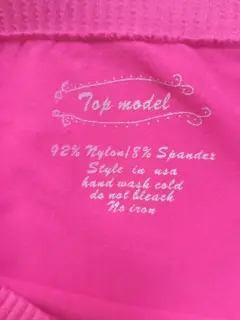 Top model
92% Nylon/8% Spandex
Style in usa
hand wash cold
do not bleach
No iron